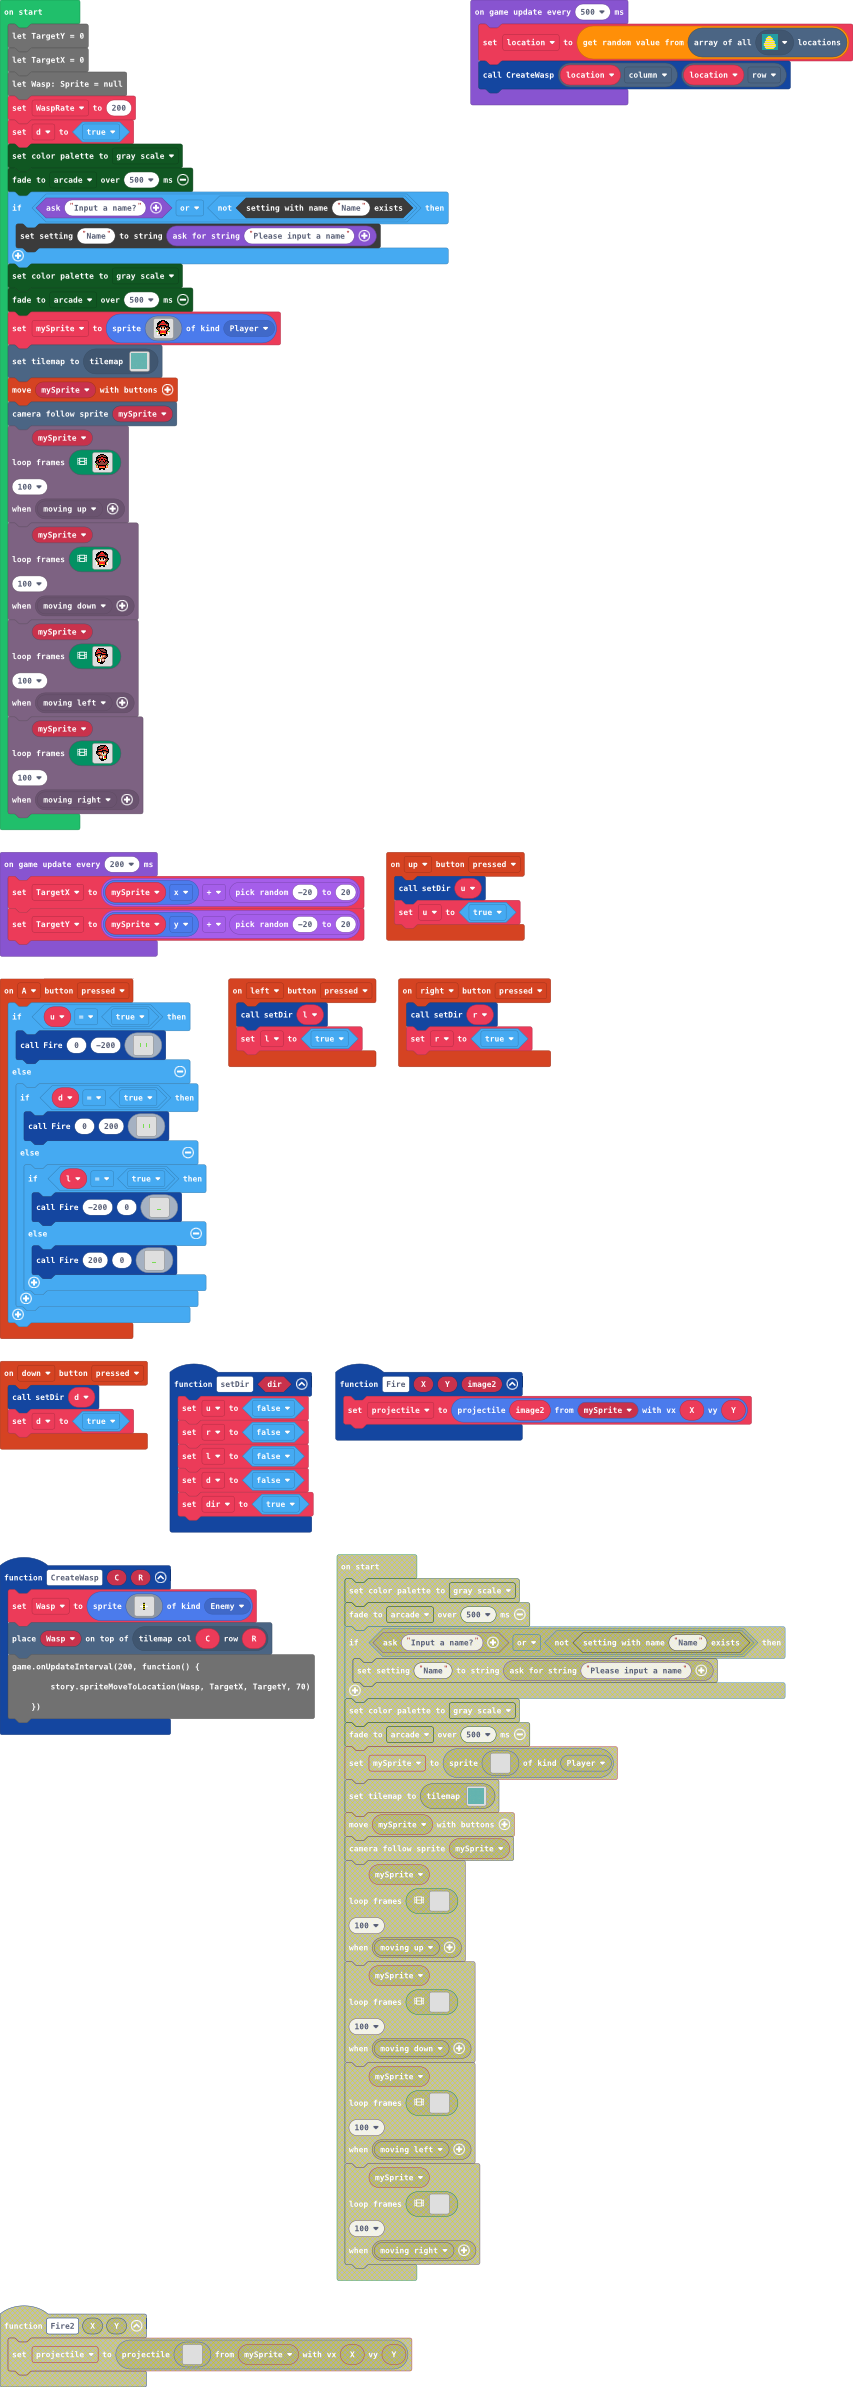 on start
let TargetY = 0
let TargetX = 0
let Wasp: Sprite = null
set WaspRate to 200
set d to true
set color palette to gray scale
fade to arcade over 500 ms
if ask "Input a name?" or not setting with name "Name" exists then
set setting "Name" to string ask for string "Please input a name"
set color palette to gray scale
fade to arcade over 500 ms
set mySprite to sprite of kind Player
set tilemap to tilemap
move mySprite with buttons
camera follow sprite mySprite
mySprite
loop frames
100
when moving up
mySprite
loop frames
100
when moving down
mySprite
loop frames
100
when moving left
mySprite
loop frames
100
when moving right
on game update every 500 ms
set location to get random value from array of all locations
call CreateWasp location column location row
on game update every 200 ms
set TargetX to mySprite x + pick random -20 to 20
set TargetY to mySprite y + pick random -20 to 20
on up button pressed
call setDir u
set u to true
on A button pressed
if u = true then
call Fire 0 -200
else
if d = true then
call Fire 0 200
else
if l = true then
call Fire -200 0
else
call Fire 200 0
on left button pressed
call setDir l
set l to true
on right button pressed
call setDir r
set r to true
on down button pressed
call setDir d
set d to true
function setDir dir
set u to false
set r to false
set l to false
set d to false
set dir to true
function Fire X Y image2
set projectile to projectile image2 from mySprite with vx X vy Y
function CreateWasp C R
set Wasp to sprite of kind Enemy
place Wasp on top of tilemap col C row R
game.onUpdateInterval(200, function() {
story.spriteMoveToLocation(Wasp, TargetX, TargetY, 70)
})
on start
set color palette to gray scale
fade to arcade over 500 ms
if ask "Input a name?" or not setting with name "Name" exists then
set setting "Name" to string ask for string "Please input a name"
set color palette to gray scale
fade to arcade over 500 ms
set mySprite to sprite of kind Player
set tilemap to tilemap
move mySprite with buttons
camera follow sprite mySprite
mySprite
loop frames
100
when moving up
mySprite
loop frames
100
when moving down
mySprite
loop frames
100
when moving left
mySprite
loop frames
100
when moving right
function Fire2 X Y
set projectile to projectile from mySprite with vx X vy Y